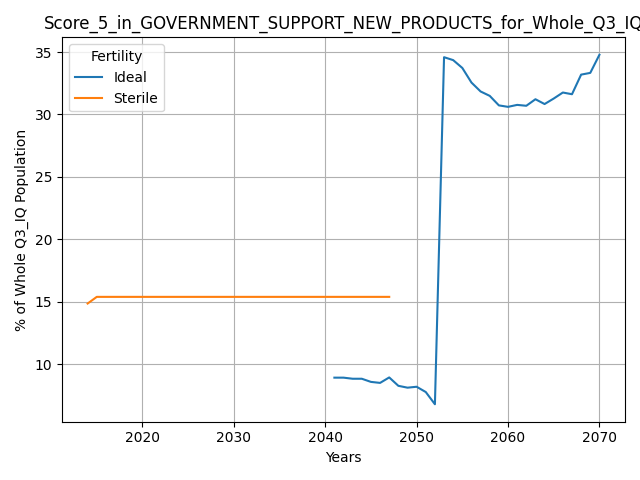 Score_5_in_GOVERNMENT_SUPPORT_NEW_PRODUCTS_for_Whole_Q3_IQ
Fertility
Ideal
Sterile
35
30
25
20
15
10
% of Whole Q3_IQ Population
2020 2030 2040 2050 2060 2070
Years